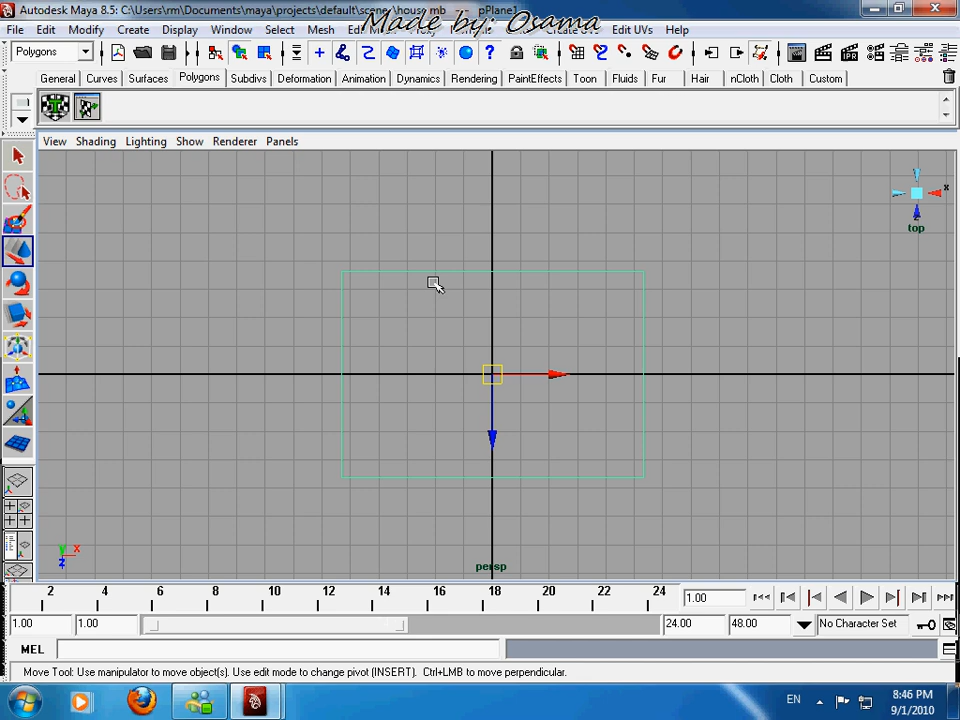 Autodesk Maya 8.5: C:\Users\rm\Documents\maya\projects\default\scene house.mb pPlane
Made by: Osama
File Edit Modify Create Display Window Select Mesh Edit UVs Help
Polygons
General Curves Surfaces Polygons Subdivs Deformation Animation Dynamics Rendering PaintEffects Toon Fluids Fur Hair nCloth Cloth Custom
View Shading Lighting Show Renderer Panels
x
z
top
y x
z
persp
2 4 6 8 10 12 14 16 18 20 22 24 1.00
1.00 1.00 24.00 48.00 No Character Set
MEL
Move Tool: Use manipulator to move object(s). Use edit mode to change pivot (INSERT). Ctrl+LMB to move perpendicular.
EN 8:46 PM
9/1/2010